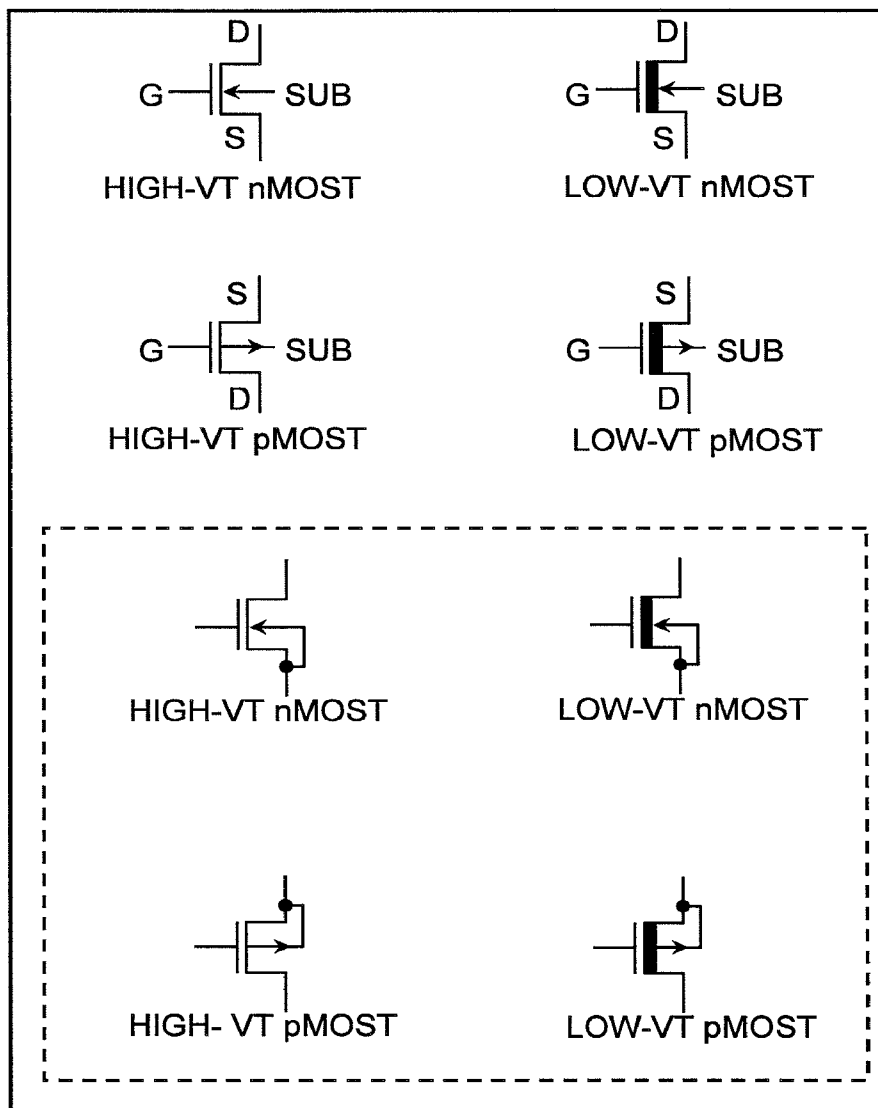 D D
G SUB G SUB
S S
HIGH-VT nMOST LOW-VT nMOST
S S
G SUB G SUB
D D
HIGH-VT pMOST LOW-VT pMOST
HIGH-VT nMOST LOW-VT nMOST
HIGH- VT pMOST LOW-VT pMOST